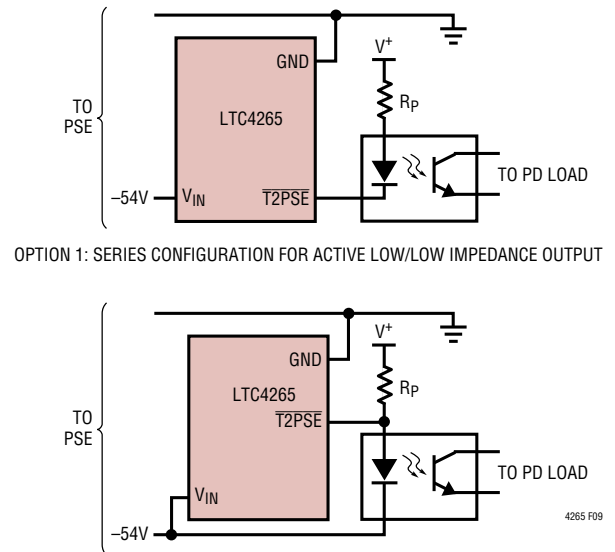 V+
GND
RP
TO
PSE
LTC4265
TO PD LOAD
–54V
VIN
T2PSE
OPTION 1: SERIES CONFIGURATION FOR ACTIVE LOW/LOW IMPEDANCE OUTPUT
V+
GND
RP
LTC4265
TO
PSE
T2PSE
TO PD LOAD
VIN
–54V
4265 F09